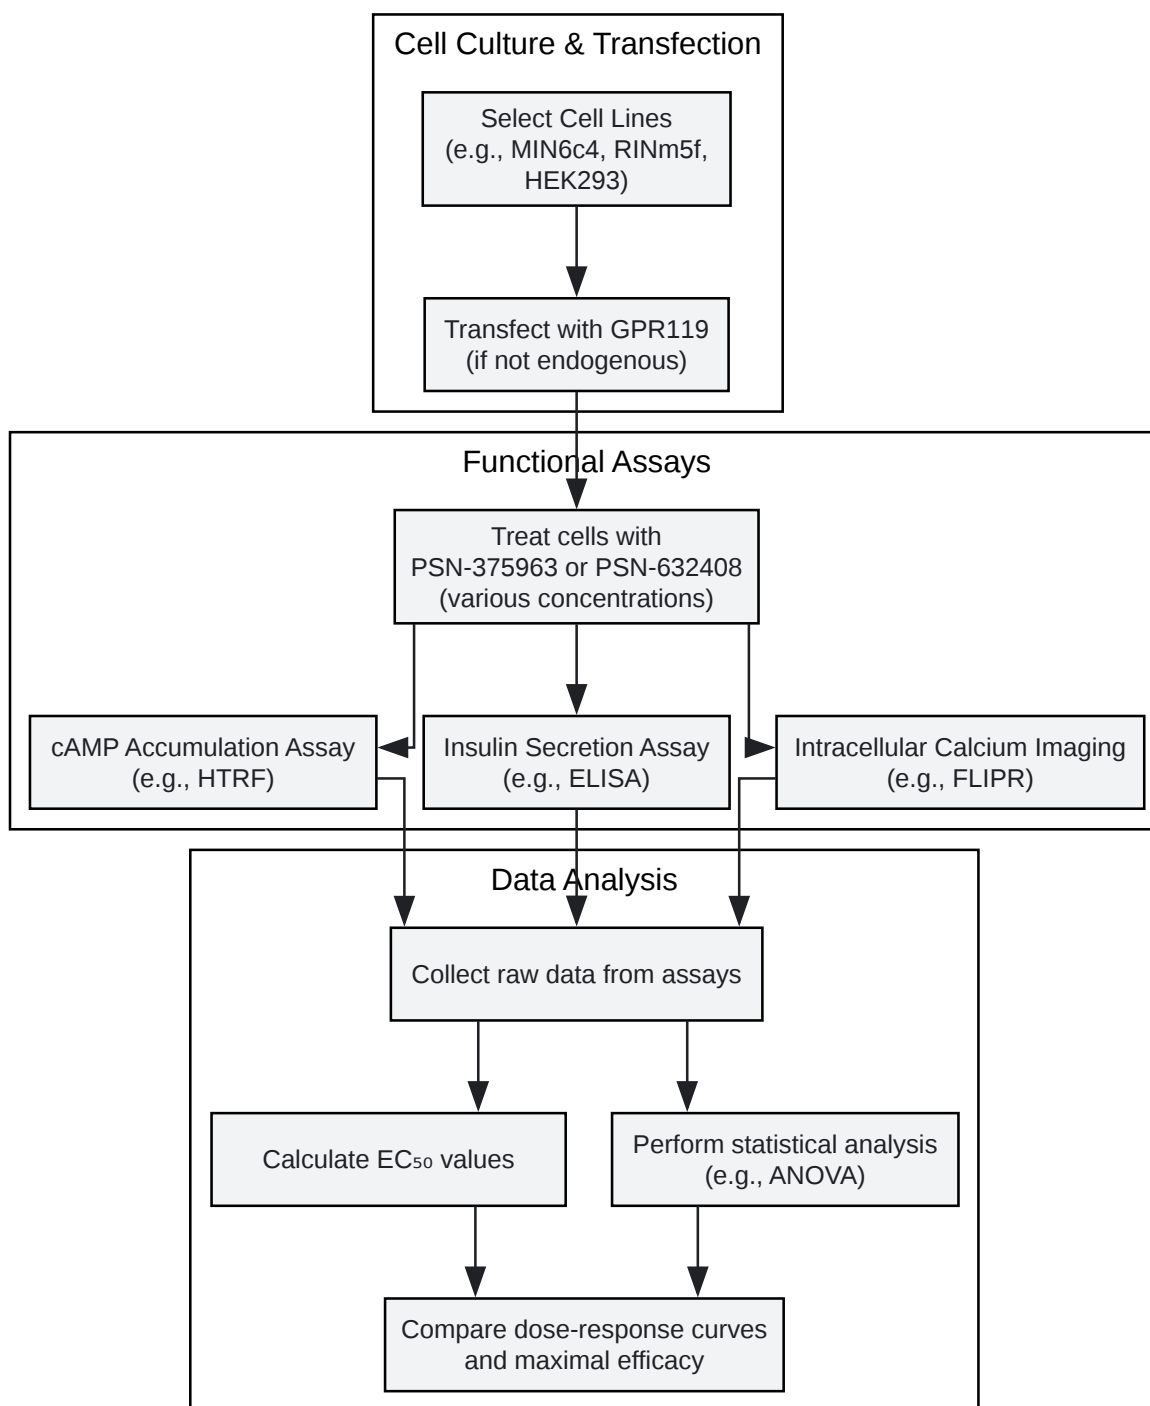 Cell Culture & Transfection
Select Cell Lines
(e.g., MIN6c4, RINm5f,
HEK293)
Transfect with GPR119
(if not endogenous)
Functional Assays
Treat cells with
PSN-375963 or PSN-632408
(various concentrations)
cAMP Accumulation Assay
(e.g., HTRF)
Insulin Secretion Assay
(e.g., ELISA)
Intracellular Calcium Imaging
(e.g., FLIPR)
Data Analysis
Collect raw data from assays
Calculate EC₅₀ values
Perform statistical analysis
(e.g., ANOVA)
Compare dose-response curves
and maximal efficacy